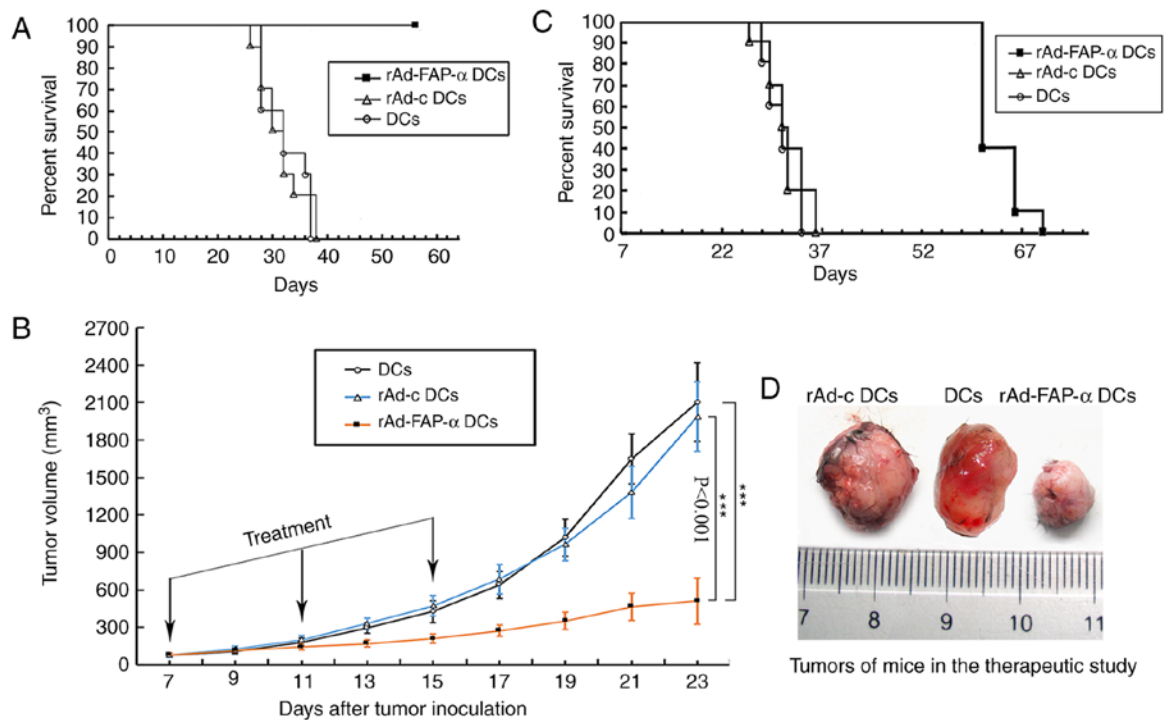 A
100
90
80
70
60
50
40
30
20
10
0
Percent survival
0 10 20 30 40 50 60
Days
rAd-FAP-α DCs
rAd-c DCs
DCs
C
100
90
80
70
60
50
40
30
20
10
0
Percent survival
7 22 37 52 67
Days
rAd-FAP-α DCs
rAd-c DCs
DCs
B
2700
2400
2100
1800
1500
1200
900
600
300
0
Tumor volume (mm³)
DCs
rAd-c DCs
rAd-FAP-α DCs
Treatment
P<0.001
***
***
7 9 11 13 15 17 19 21 23
Days after tumor inoculation
D
rAd-c DCs DCs rAd-FAP-α DCs
7 8 9 10 11
Tumors of mice in the therapeutic study